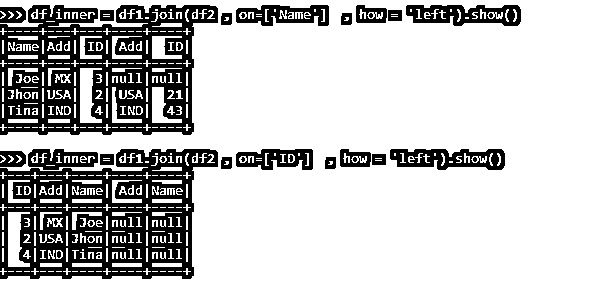 >>> df_inner = df1.join(df2 , on=['Name'] , how = 'left').show()
+----+---+---+----+----+
|Name|Add| ID| Add|  ID|
+----+---+---+----+----+
| Joe| MX|  3|null|null|
|Jhon|USA|  2| USA|  21|
|Tina|IND|  4| IND|  43|
+----+---+---+----+----+
>>> df_inner = df1.join(df2 , on=['ID'] , how = 'left').show()
+---+---+----+----+----+
| ID|Add|Name| Add|Name|
+---+---+----+----+----+
|  3| MX| Joe|null|null|
|  2|USA|Jhon|null|null|
|  4|IND|Tina|null|null|
+---+---+----+----+----+